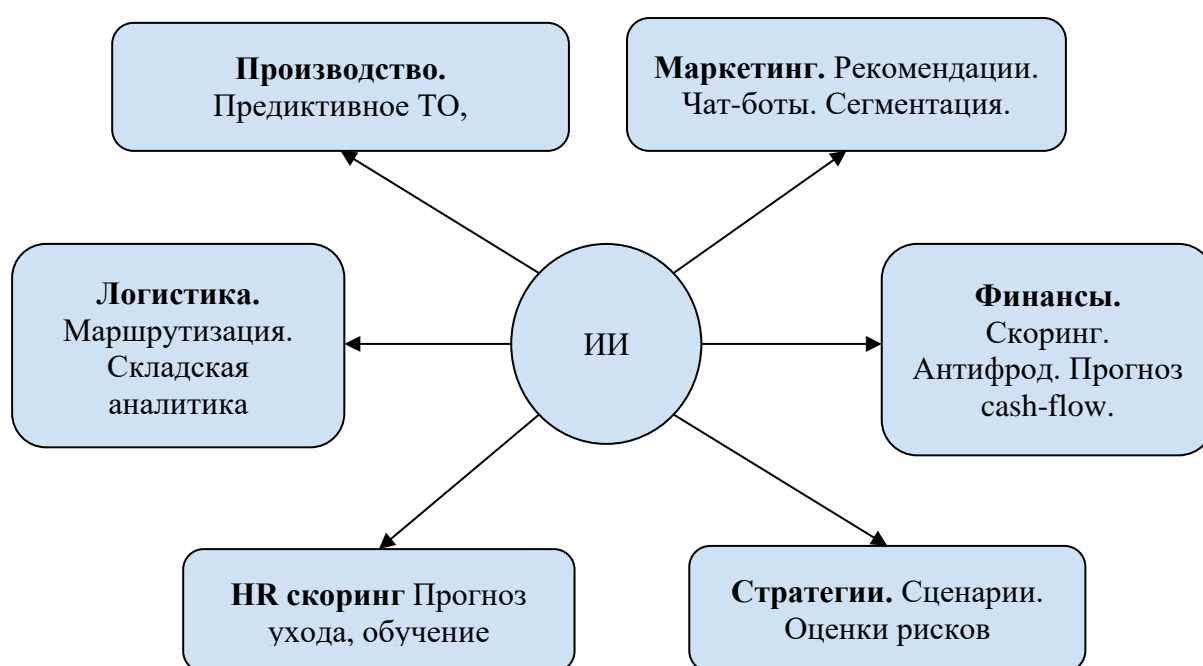 Производство.
Предиктивное ТО,
Маркетинг. Рекомендации.
Чат-боты. Сегментация.
Логистика.
Маршрутизация.
Складская
аналитика
ИИ
Финансы.
Скоринг.
Антифрод. Прогноз
cash-flow.
HR скоринг Прогноз
ухода, обучение
Стратегии. Сценарии.
Оценки рисков